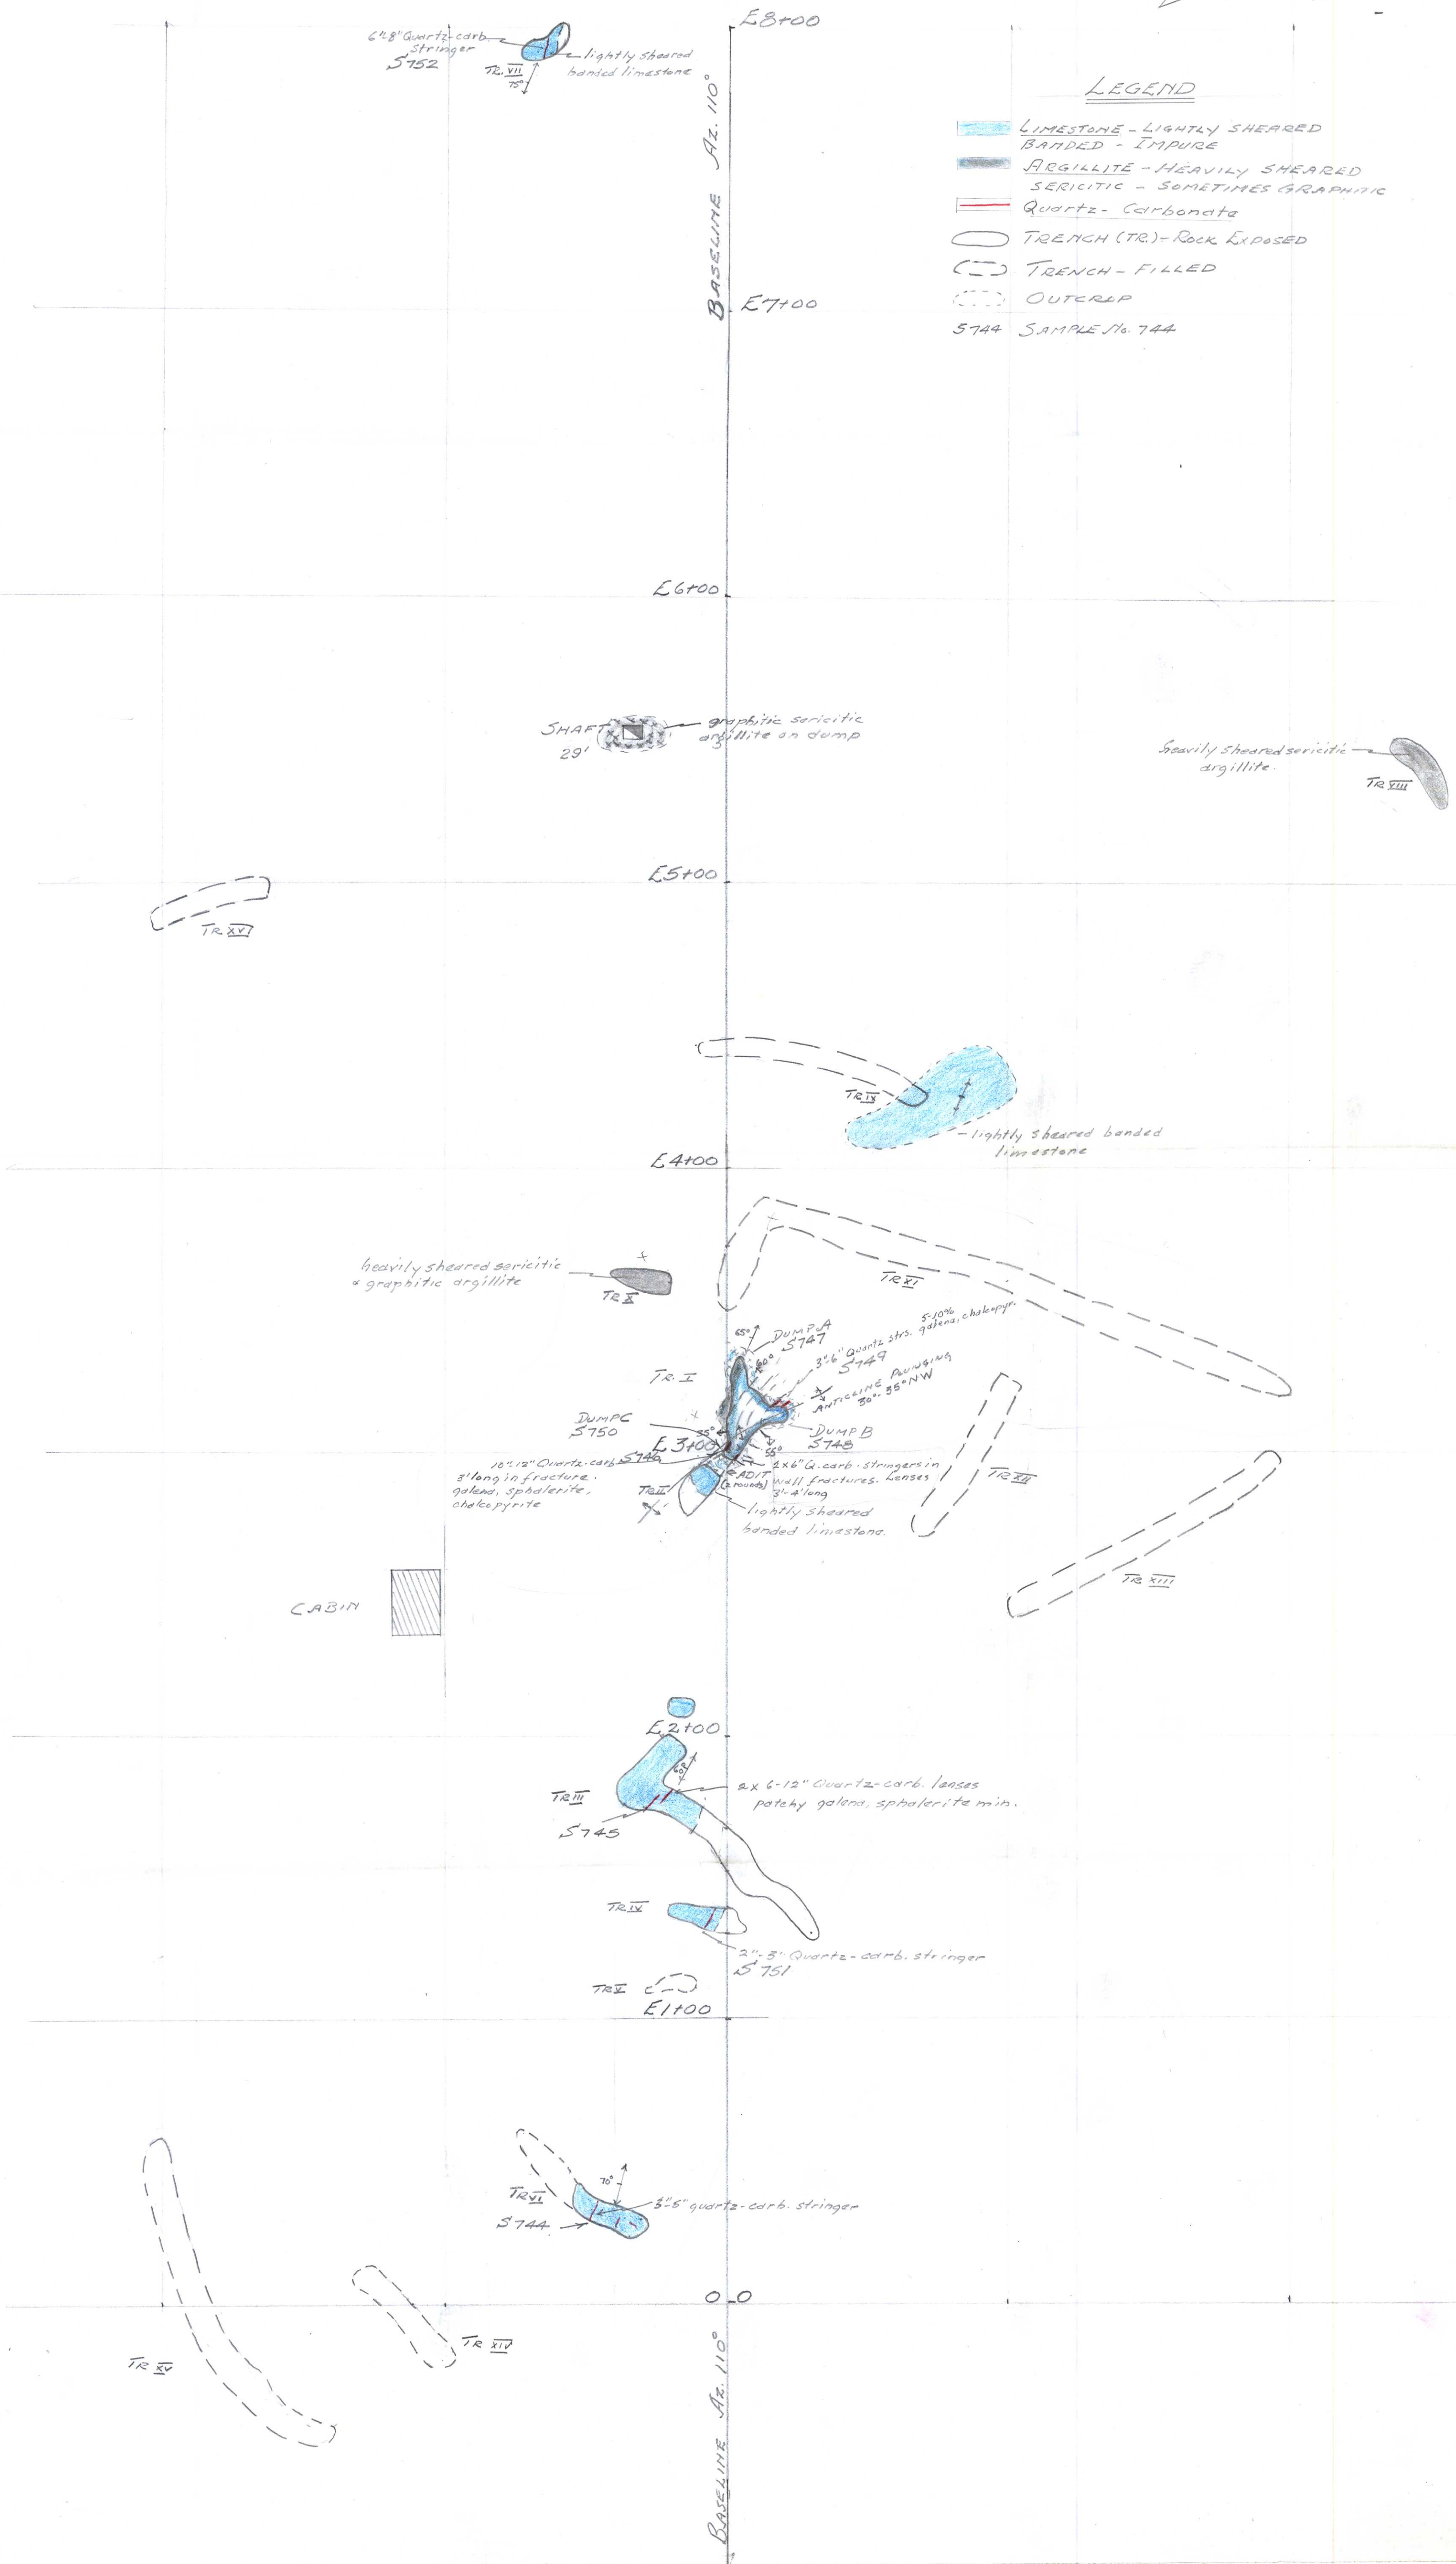 E8+00
6"-8" Quartz-carb.
Stringer
S752
lightly sheared
banded limestone
TR. VII
75°
BASELINE Az. 110°
LEGEND
LIMESTONE - LIGHTLY SHEARED
BANDED - IMPURE
ARGILLITE - HEAVILY SHEARED
SERICITIC - SOMETIMES GRAPHITIC
Quartz - Carbonate
TRENCH (TR.) - ROCK EXPOSED
TRENCH - FILLED
OUTCROP
S744 SAMPLE No. 744
E7+00
E6+00
SHAFT
29'
graphitic sericitic
argillite on dump
heavily sheared sericitic
argillite.
TR VIII
E5+00
TR XVI
TR IX
lightly sheared banded
limestone
E4+00
heavily sheared sericitic
& graphitic argillite
TR X
TR XI
65°
DUMP A
S747
60°
5-10%
3"-6" Quartz strs. galena, chalcopyr.
S749
ANTICLINE PLUNGING
30°-35° NW
TR. I
DUMP C
S750
DUMP B
S748
55°
E3+00
55°
10"-12" Quartz-carb S746
3' long in fracture.
galena, sphalerite,
chalcopyrite
ADIT
(2 rounds)
2x6" Q. carb. stringers in
wall fractures. Lenses
3'-4' long
TR II
lightly sheared
banded limestone.
TR XII
TR XIII
CABIN
E2+00
60°
TR III
S745
2x 6-12" Quartz-carb. lenses
patchy galena, sphalerite min.
TR IV
2"-3" Quartz-carb. stringer
S751
TR V
E1+00
TR VI
70°
S744
3"-5" quartz-carb. stringer
0 0
TR XIV
TR XV
BASELINE Az. 110°